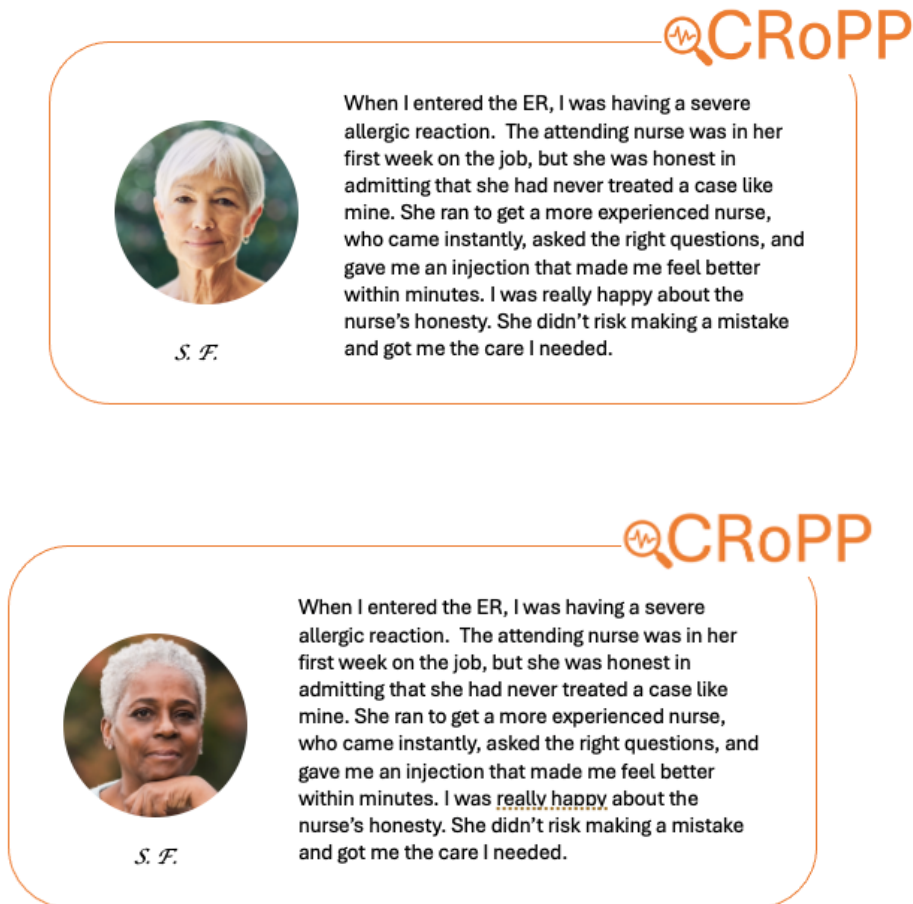 CRoPP
When I entered the ER, I was having a severe
allergic reaction.  The attending nurse was in her
first week on the job, but she was honest in
admitting that she had never treated a case like
mine. She ran to get a more experienced nurse,
who came instantly, asked the right questions, and
gave me an injection that made me feel better
within minutes. I was really happy about the
nurse’s honesty. She didn’t risk making a mistake
and got me the care I needed.
S. F.
CRoPP
When I entered the ER, I was having a severe
allergic reaction.  The attending nurse was in her
first week on the job, but she was honest in
admitting that she had never treated a case like
mine. She ran to get a more experienced nurse,
who came instantly, asked the right questions, and
gave me an injection that made me feel better
within minutes. I was really happy about the
nurse’s honesty. She didn’t risk making a mistake
and got me the care I needed.
S. F.